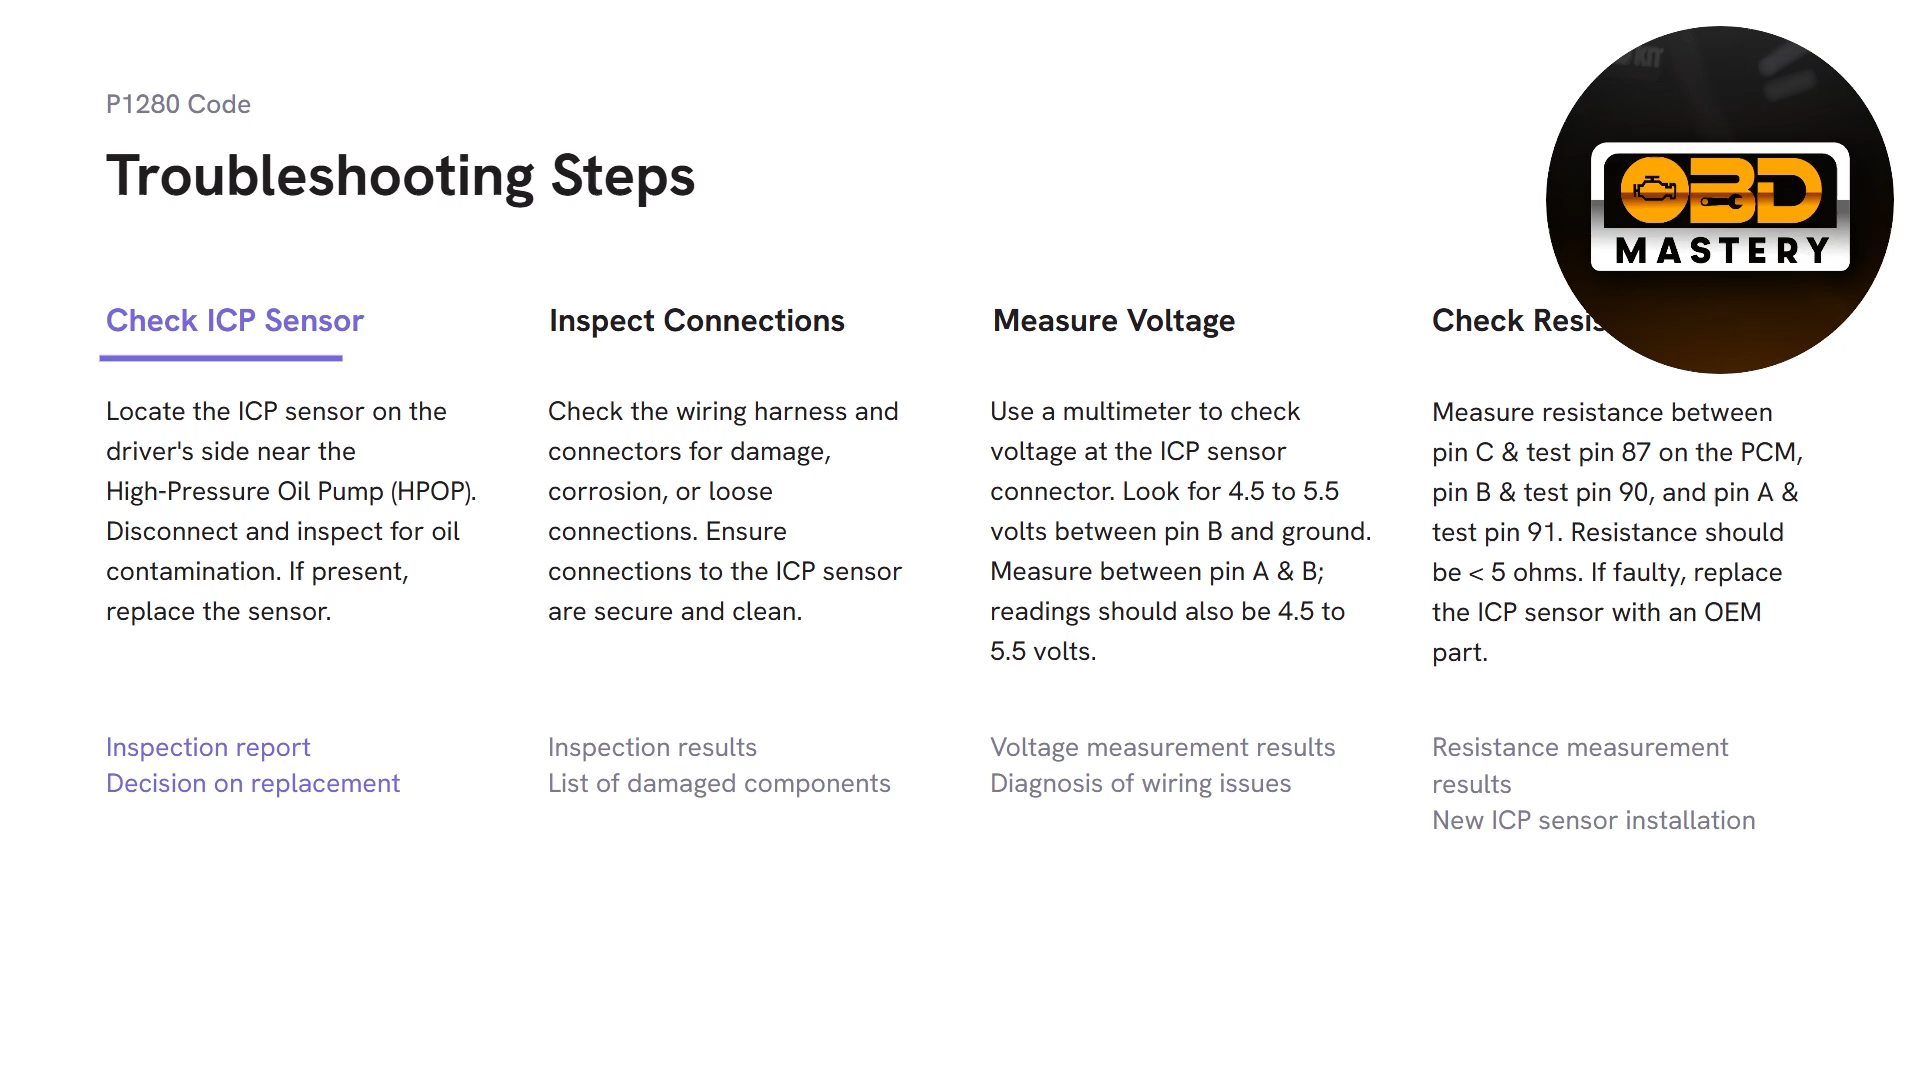 P1280 Code
Troubleshooting Steps
OBD
MASTERY
Check ICP Sensor
Locate the ICP sensor on the
driver's side near the
High-Pressure Oil Pump (HPOP).
Disconnect and inspect for oil
contamination. If present,
replace the sensor.
Inspection report
Decision on replacement
Inspect Connections
Check the wiring harness and
connectors for damage,
corrosion, or loose
connections. Ensure
connections to the ICP sensor
are secure and clean.
Inspection results
List of damaged components
Measure Voltage
Use a multimeter to check
voltage at the ICP sensor
connector. Look for 4.5 to 5.5
volts between pin B and ground.
Measure between pin A & B;
readings should also be 4.5 to
5.5 volts.
Voltage measurement results
Diagnosis of wiring issues
Check
Measure resistance between
pin C & test pin 87 on the PCM,
pin B & test pin 90, and pin A &
test pin 91. Resistance should
be < 5 ohms. If faulty, replace
the ICP sensor with an OEM
part.
Resistance measurement
results
New ICP sensor installation